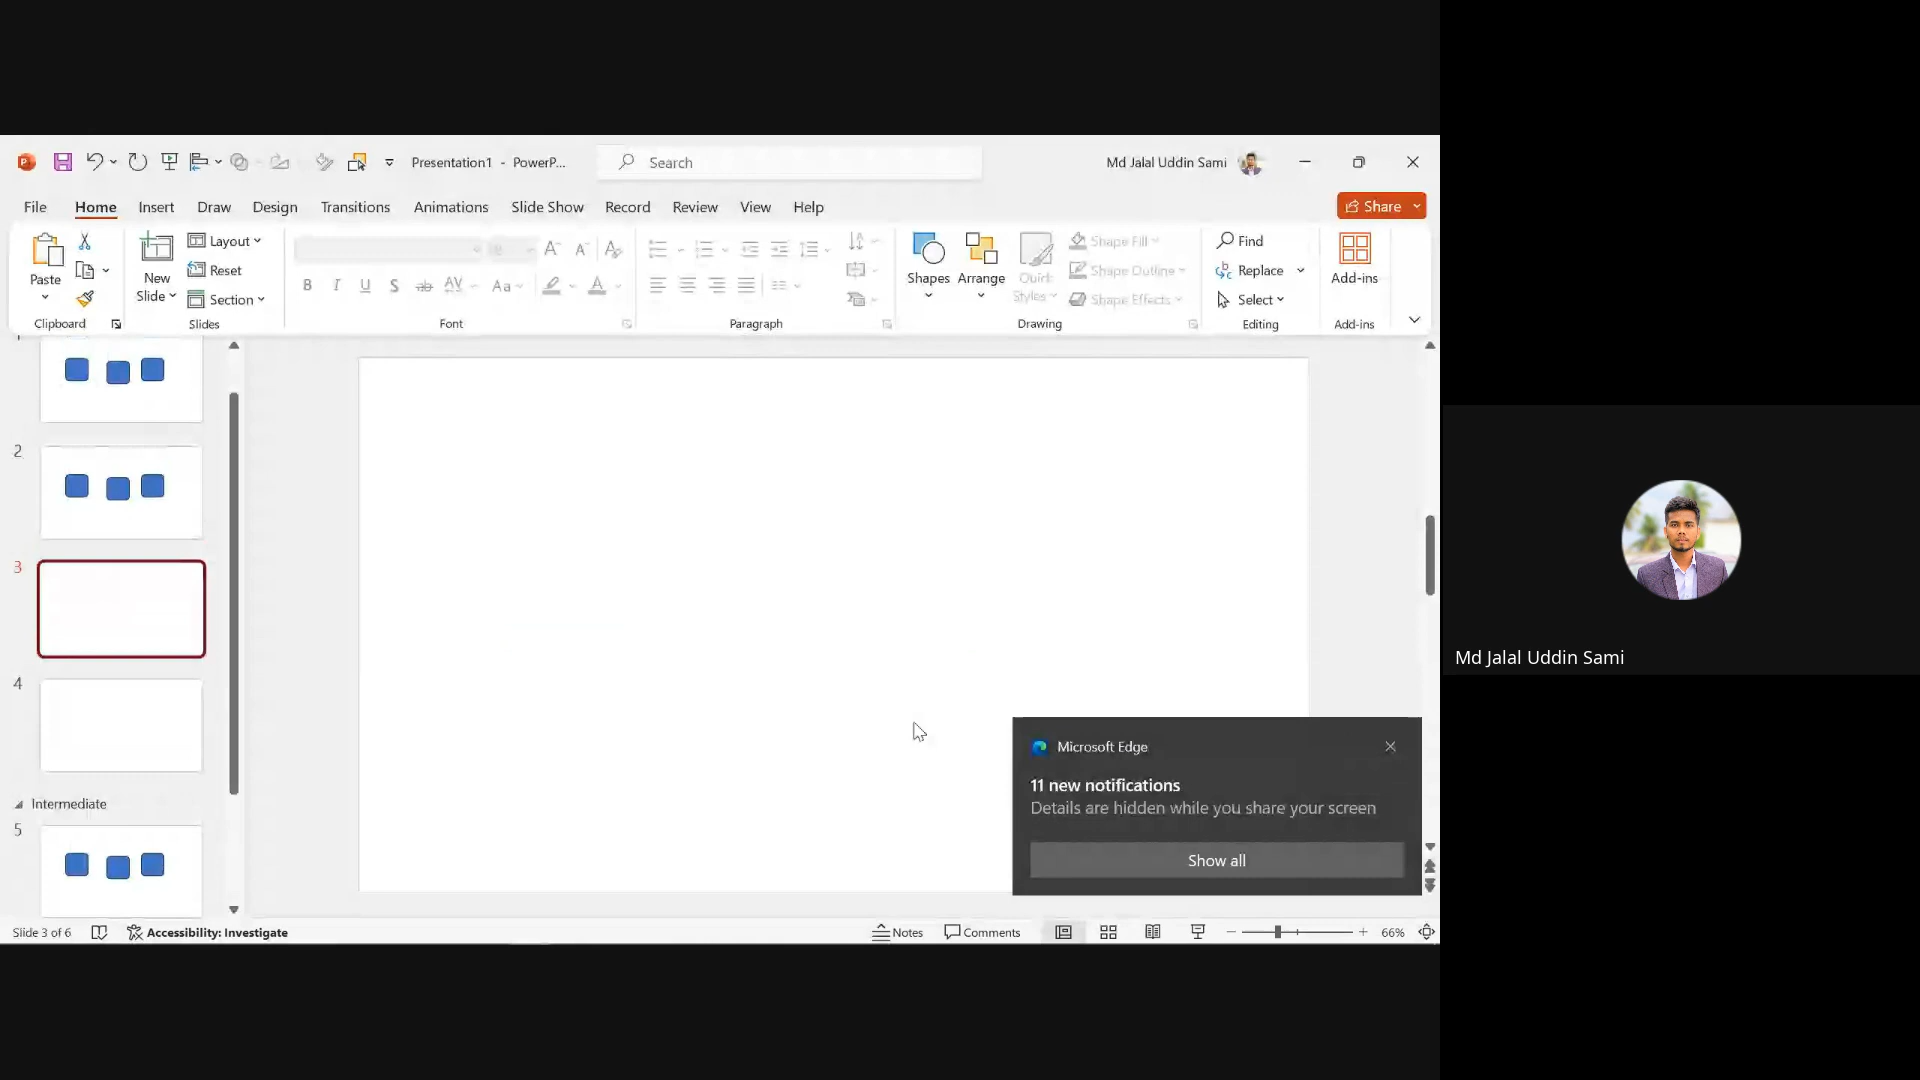 Presentation1 - PowerP...
Search
Md Jalal Uddin Sami
File Home Insert Draw Design Transitions Animations Slide Show Record Review View Help
Share
Paste
New Slide
Layout
Reset
Section
B I U S ab AV Aa A
Shapes
Arrange
Quick Styles
Shape Fill
Shape Outline
Shape Effects
Find
Replace
Select
Add-ins
Clipboard Slides Font Paragraph Drawing Editing Add-ins
2
3
4
Intermediate
5
Microsoft Edge
11 new notifications
Details are hidden while you share your screen
Show all
Slide 3 of 6 Accessibility: Investigate Notes Comments 66%
Md Jalal Uddin Sami